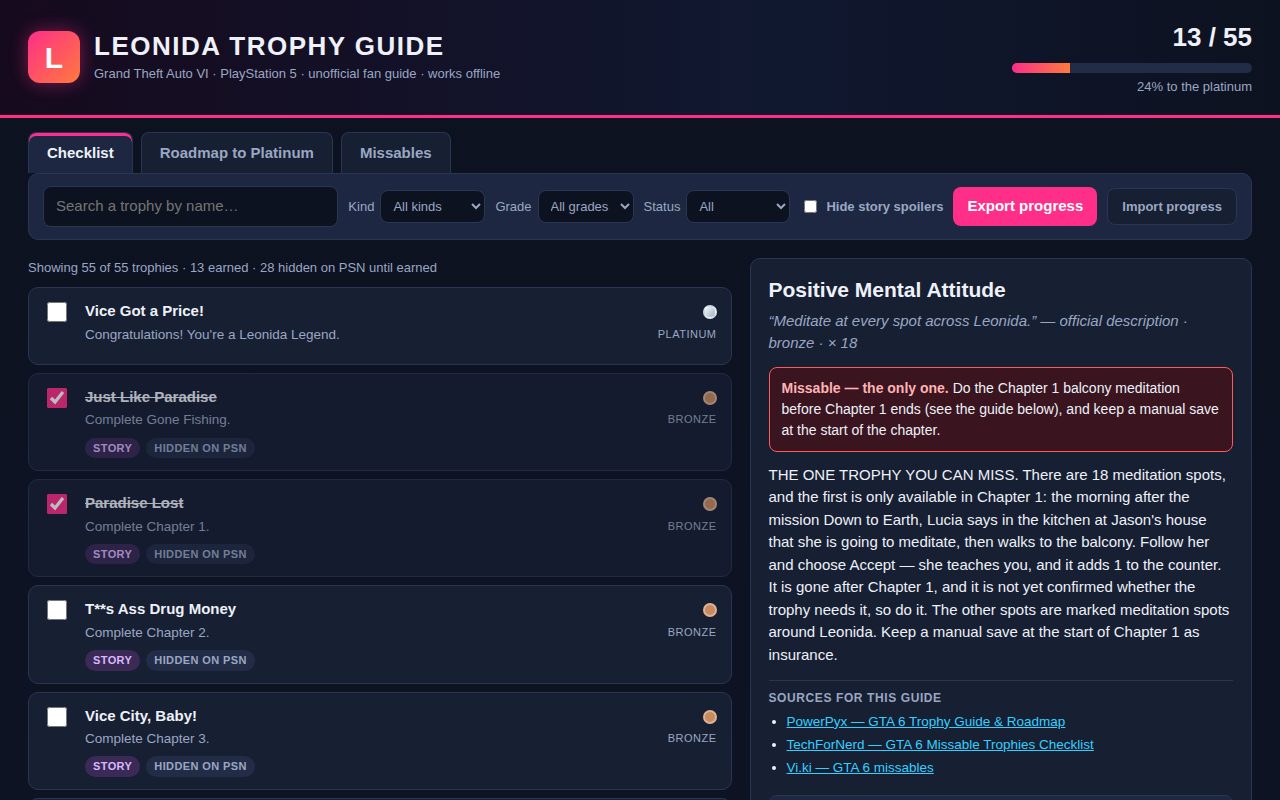 L
LEONIDA TROPHY GUIDE
Grand Theft Auto VI · PlayStation 5 · unofficial fan guide · works offline
13 / 55
24% to the platinum
Checklist
Roadmap to Platinum
Missables
Search a trophy by name…
Kind
All kinds
Grade
All grades
Status
All
Hide story spoilers
Export progress
Import progress
Showing 55 of 55 trophies · 13 earned · 28 hidden on PSN until earned
Vice Got a Price!
Congratulations! You're a Leonida Legend.
PLATINUM
Just Like Paradise
Complete Gone Fishing.
BRONZE
STORY
HIDDEN ON PSN
Paradise Lost
Complete Chapter 1.
BRONZE
STORY
HIDDEN ON PSN
T**s Ass Drug Money
Complete Chapter 2.
BRONZE
STORY
HIDDEN ON PSN
Vice City, Baby!
Complete Chapter 3.
BRONZE
STORY
HIDDEN ON PSN
Positive Mental Attitude
“Meditate at every spot across Leonida.” — official description ·
bronze · × 18
Missable — the only one. Do the Chapter 1 balcony meditation
before Chapter 1 ends (see the guide below), and keep a manual save
at the start of the chapter.
THE ONE TROPHY YOU CAN MISS. There are 18 meditation spots,
and the first is only available in Chapter 1: the morning after the
mission Down to Earth, Lucia says in the kitchen at Jason's house
that she is going to meditate, then walks to the balcony. Follow her
and choose Accept — she teaches you, and it adds 1 to the counter.
It is gone after Chapter 1, and it is not yet confirmed whether the
trophy needs it, so do it. The other spots are marked meditation spots
around Leonida. Keep a manual save at the start of Chapter 1 as
insurance.
SOURCES FOR THIS GUIDE
• PowerPyx — GTA 6 Trophy Guide & Roadmap
• TechForNerd — GTA 6 Missable Trophies Checklist
• Vi.ki — GTA 6 missables